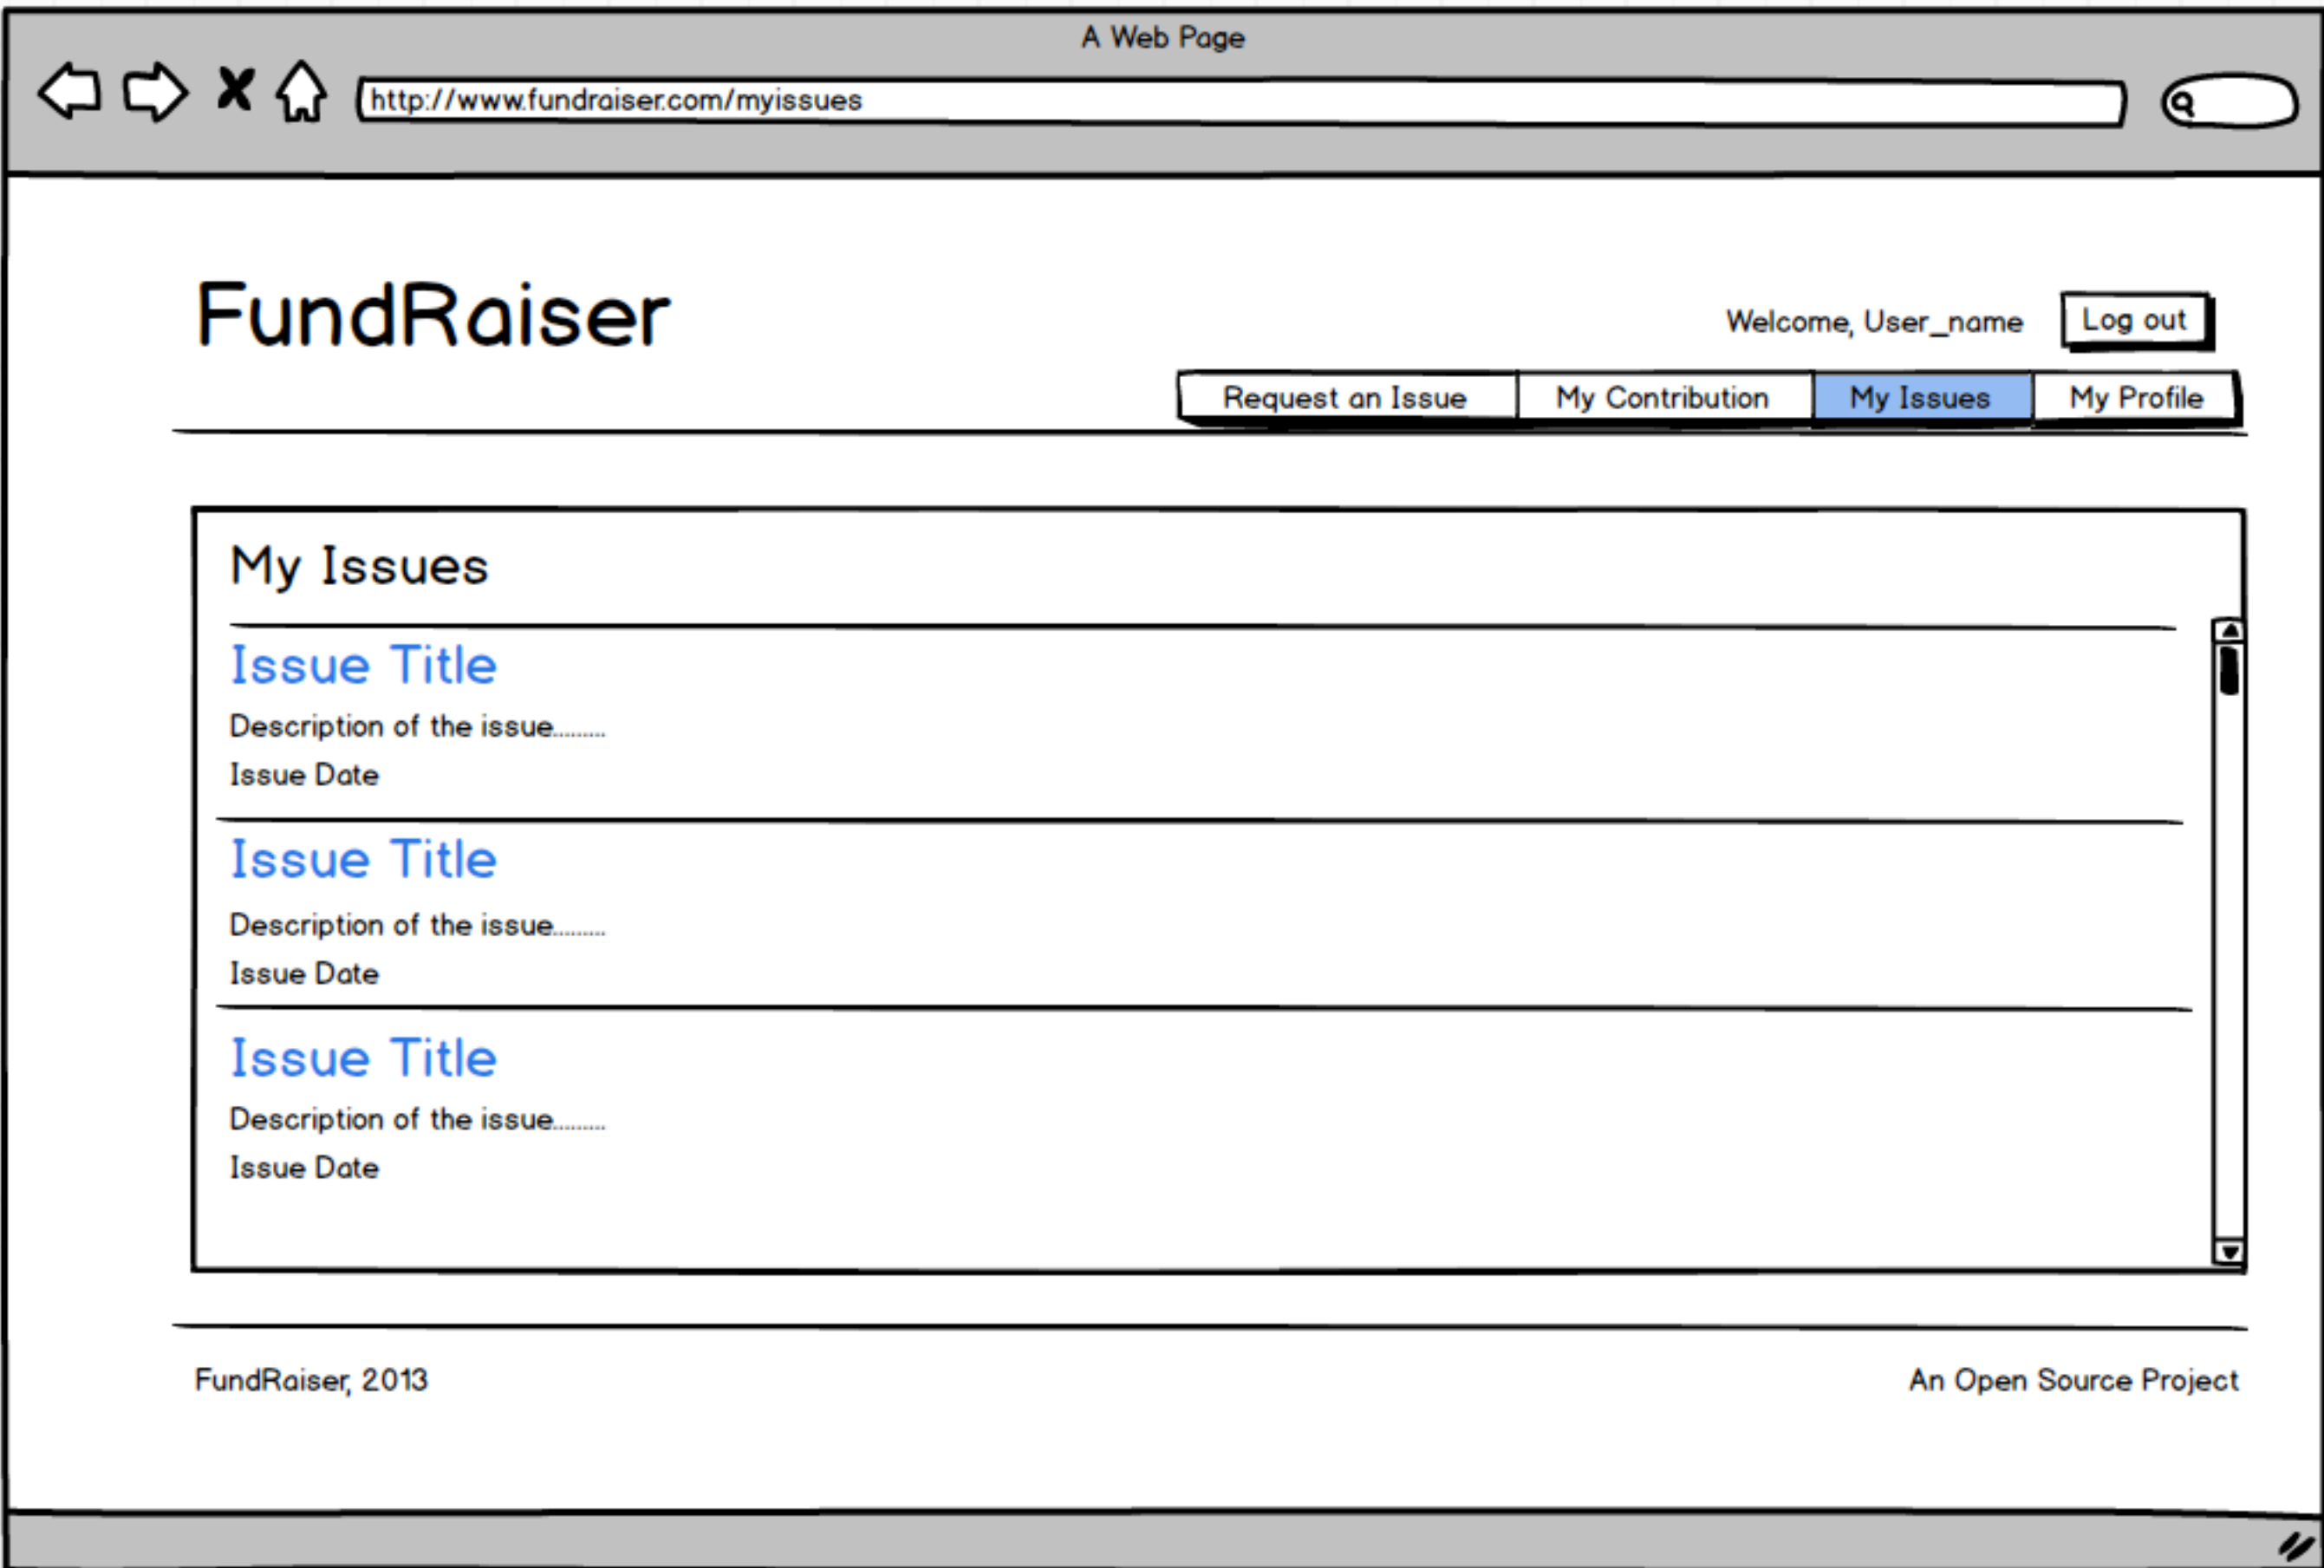 A Web Page
http://www.fundraiser.com/myissues
FundRaiser
Welcome, User_name
Log out
Request an Issue
My Contribution
My Issues
My Profile
My Issues
Issue Title
Description of the issue.........
Issue Date
Issue Title
Description of the issue.........
Issue Date
Issue Title
Description of the issue.........
Issue Date
FundRaiser, 2013
An Open Source Project